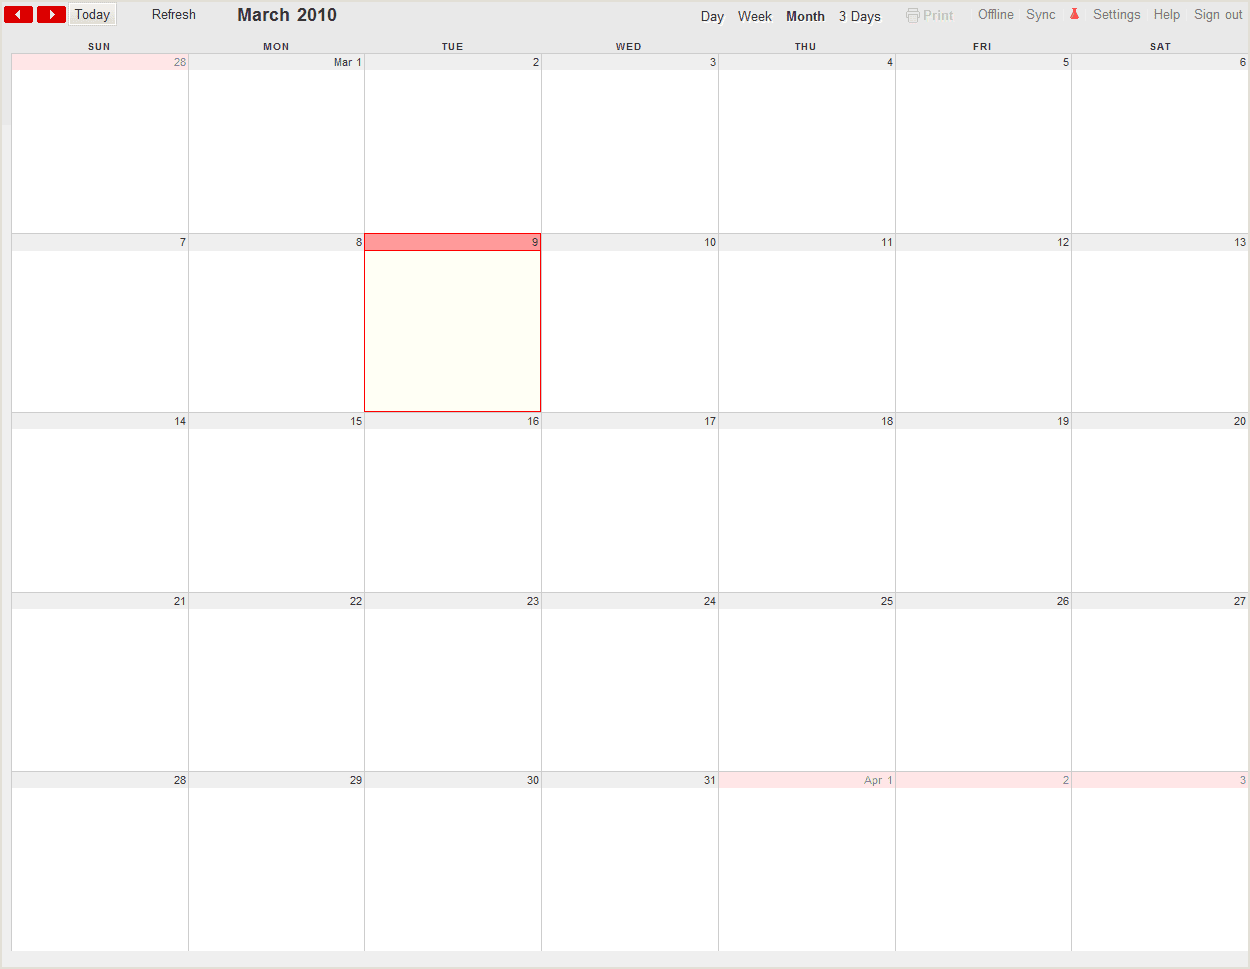 Today Refresh March 2010 Day Week Month 3 Days Print Offline Sync Settings Help Sign out
SUN MON TUE WED THU FRI SAT
28 Mar 1 2 3 4 5 6
7 8 9 10 11 12 13
14 15 16 17 18 19 20
21 22 23 24 25 26 27
28 29 30 31 Apr 1 2 3